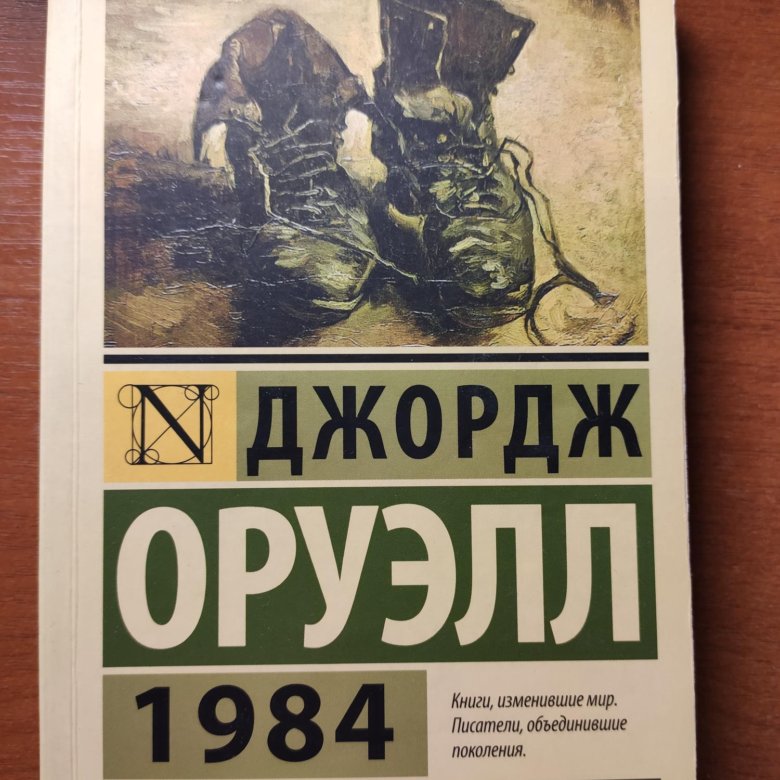 N
ДЖОРДЖ
ОРУЭЛЛ
1984
Книги, изменившие мир.
Писатели, объединившие
поколения.